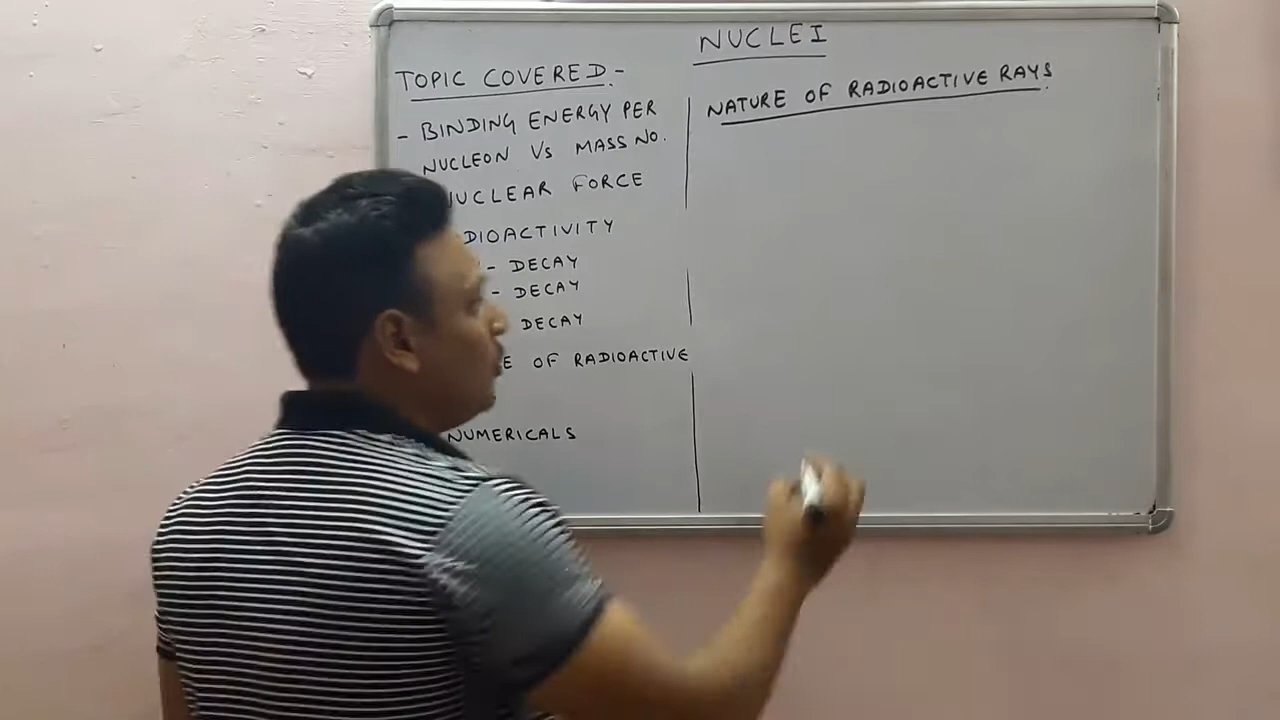 NUCLEI
TOPIC COVERED -
- BINDING ENERGY PER
NUCLEON Vs MASS NO.
NUCLEAR FORCE
DIOACTIVITY
- DECAY
- DECAY
DECAY
E OF RADIOACTIVE
NUMERICALS
NATURE OF RADIOACTIVE RAYS.